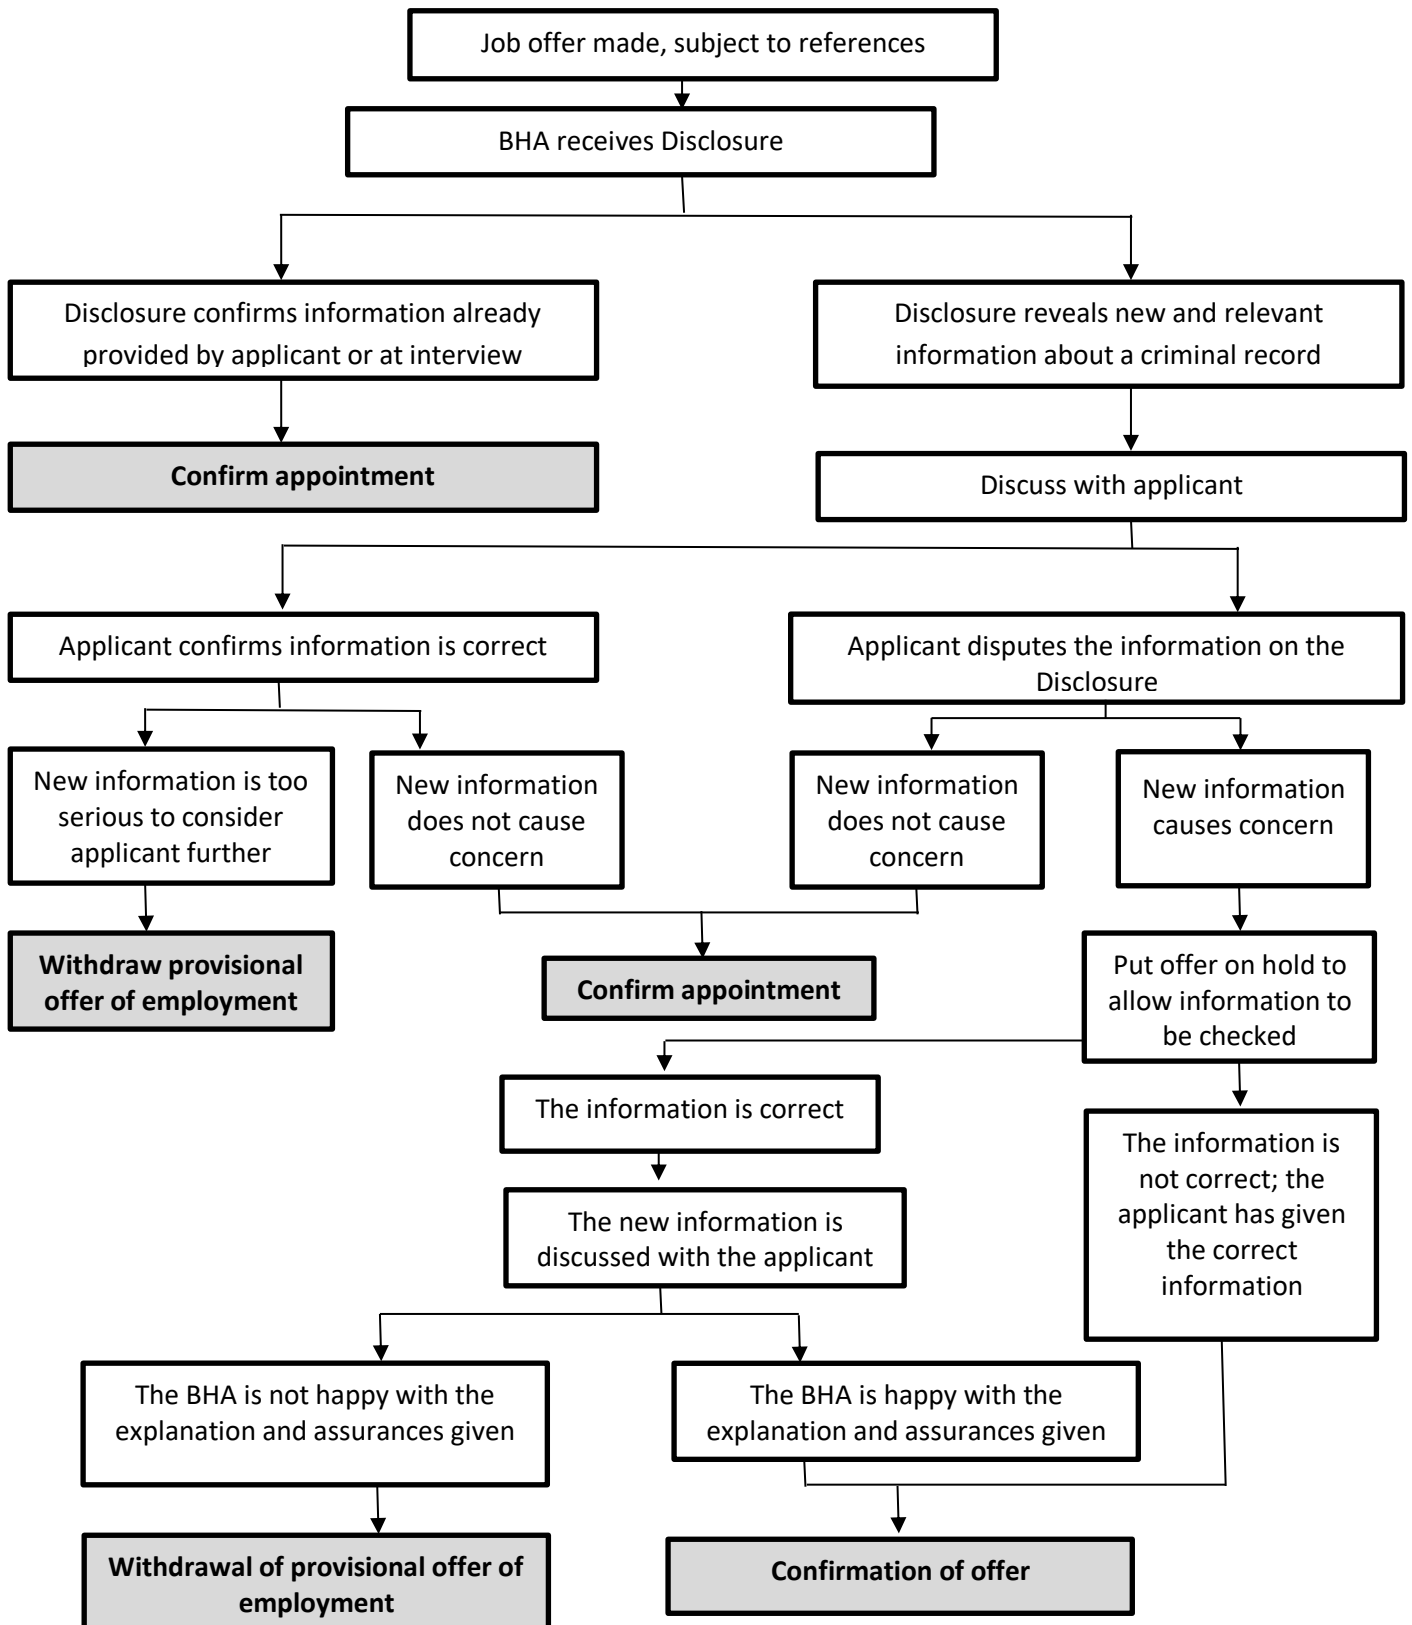 Job offer made, subject to references
BHA receives Disclosure
Disclosure confirms information already
provided by applicant or at interview
Disclosure reveals new and relevant
information about a criminal record
Confirm appointment
Discuss with applicant
Applicant confirms information is correct
Applicant disputes the information on the
Disclosure
New information is too
serious to consider
applicant further
New information
does not cause
concern
New information
does not cause
concern
New information
causes concern
Withdraw provisional
offer of employment
Confirm appointment
Put offer on hold to
allow information to
be checked
The information is correct
The information is
not correct; the
applicant has given
the correct
information
The new information is
discussed with the applicant
The BHA is not happy with the
explanation and assurances given
The BHA is happy with the
explanation and assurances given
Withdrawal of provisional offer of
employment
Confirmation of offer